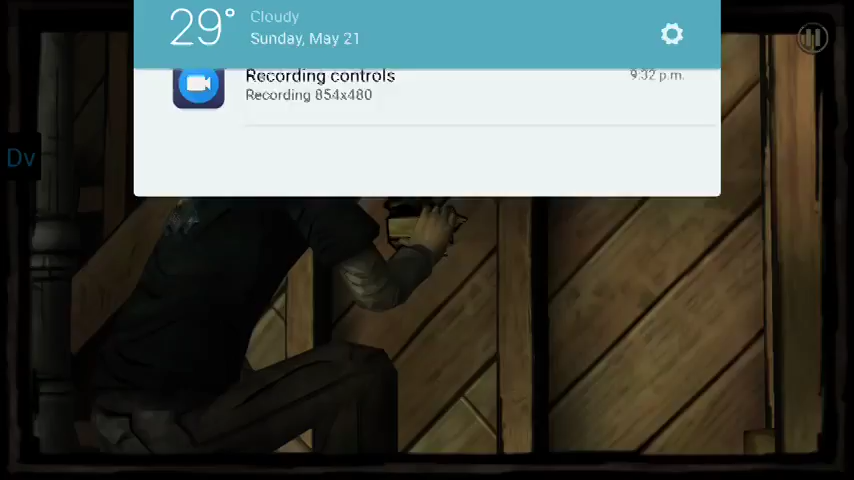 29°
Cloudy
Sunday, May 21
Recording controls
9:32 p.m.
Recording 854x480
Dv